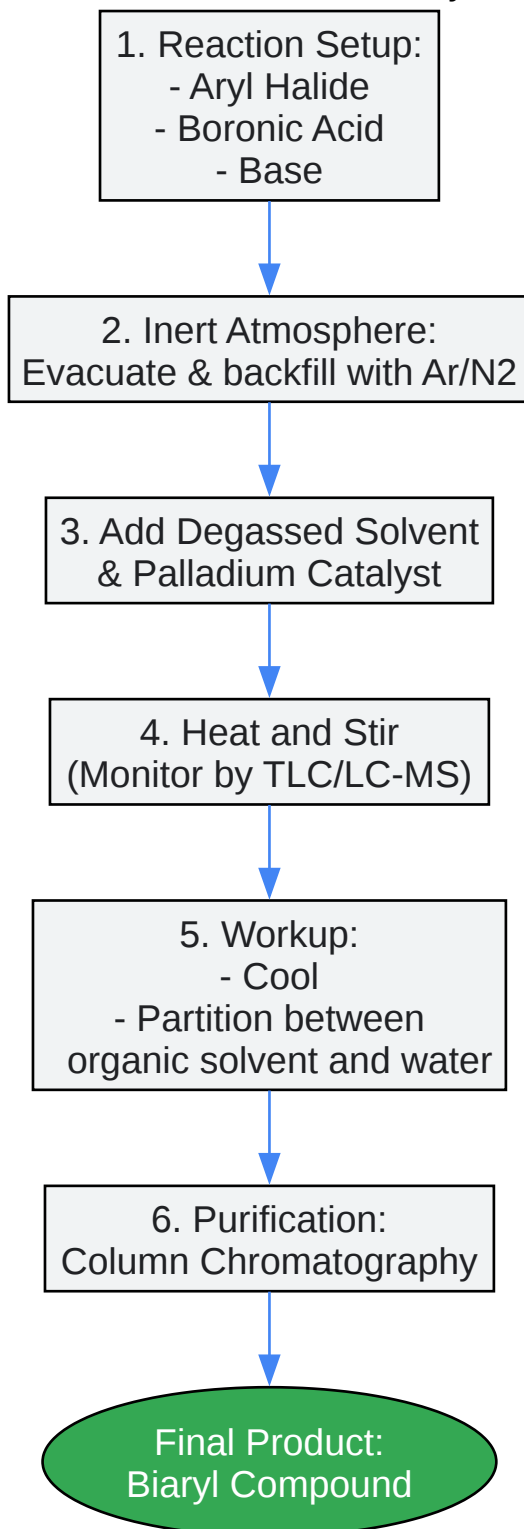 1. Reaction Setup:
- Aryl Halide
- Boronic Acid
- Base
2. Inert Atmosphere:
Evacuate & backfill with Ar/N2
3. Add Degassed Solvent
& Palladium Catalyst
4. Heat and Stir
(Monitor by TLC/LC-MS)
5. Workup:
- Cool
- Partition between
organic solvent and water
6. Purification:
Column Chromatography
Final Product:
Biaryl Compound